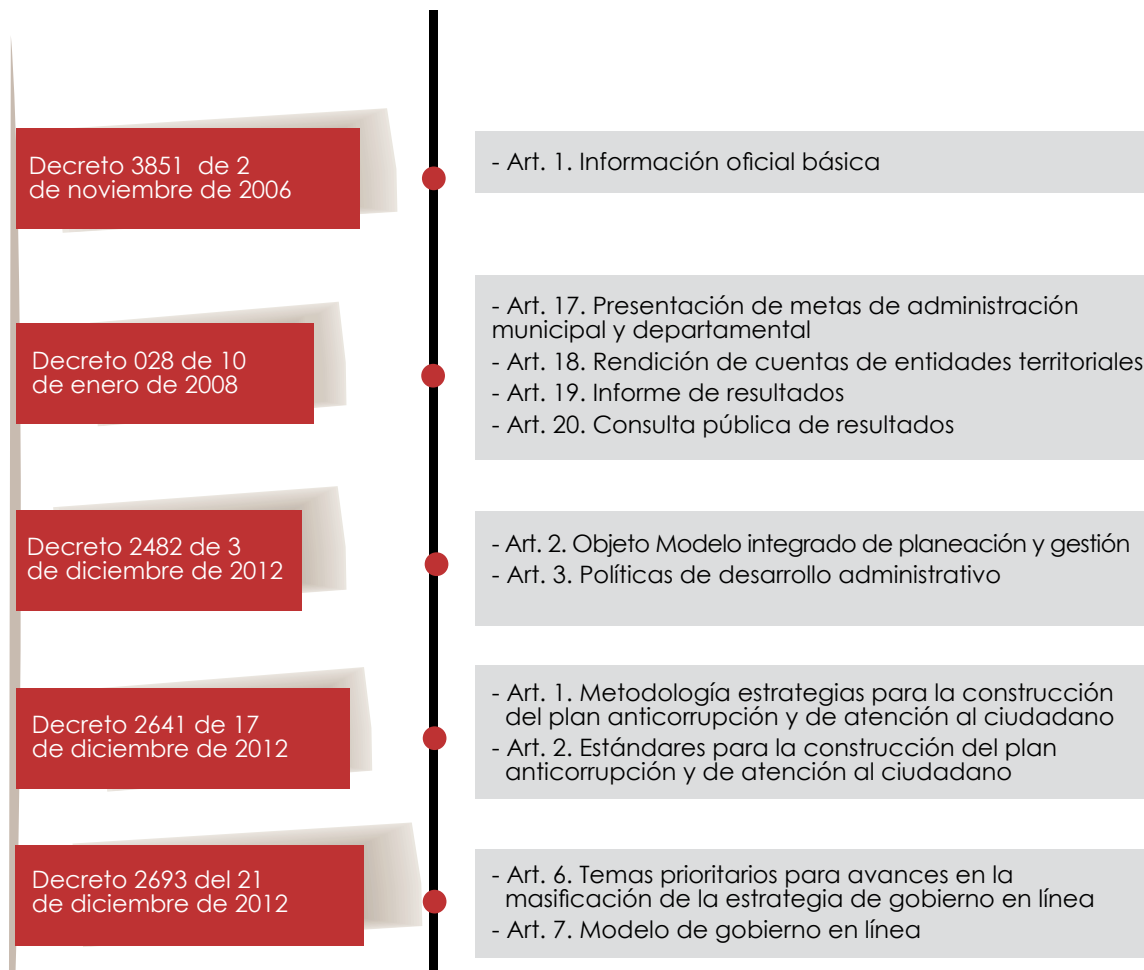 Decreto 3851 de 2
de noviembre de 2006
- Art. 1. Información oficial básica
Decreto 028 de 10
de enero de 2008
- Art. 17. Presentación de metas de administración
municipal y departamental
- Art. 18. Rendición de cuentas de entidades territoriales
- Art. 19. Informe de resultados
- Art. 20. Consulta pública de resultados
Decreto 2482 de 3
de diciembre de 2012
- Art. 2. Objeto Modelo integrado de planeación y gestión
- Art. 3. Políticas de desarrollo administrativo
Decreto 2641 de 17
de diciembre de 2012
- Art. 1. Metodología estrategias para la construcción
del plan anticorrupción y de atención al ciudadano
- Art. 2. Estándares para la construcción del plan
anticorrupción y de atención al ciudadano
Decreto 2693 del 21
de diciembre de 2012
- Art. 6. Temas prioritarios para avances en la
masificación de la estrategia de gobierno en línea
- Art. 7. Modelo de gobierno en línea